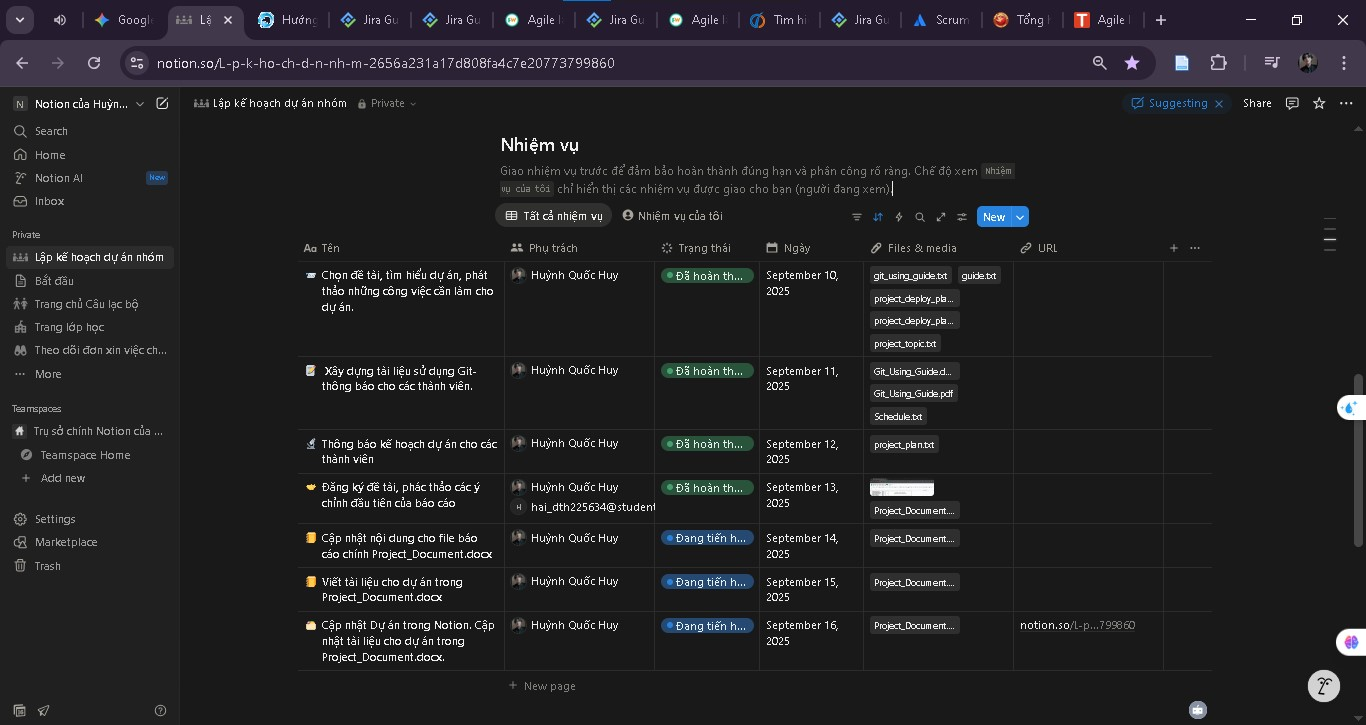 Google
Lậ
Hướng
Jira Gu
Jira Gu
Agile l
Jira Gu
Agile l
Tìm hi
Jira Gu
Scrum
Tổng h
Agile l
notion.so/L-p-k-ho-ch-d-n-nh-m-2656a231a17d808fa4c7e20773799860
N Notion của Huỳn...
Lập kế hoạch dự án nhóm
Private
Suggesting
Share
Search
Home
Notion AI New
Inbox
Private
Lập kế hoạch dự án nhóm
Bắt đầu
Trang chủ Câu lạc bộ
Trang lớp học
Theo dõi đơn xin việc ch...
More
Teamspaces
Trụ sở chính Notion của ...
Teamspace Home
Add new
Settings
Marketplace
Trash
Nhiệm vụ
Giao nhiệm vụ trước để đảm bảo hoàn thành đúng hạn và phân công rõ ràng. Chế độ xem Nhiệm
vụ của tôi chỉ hiển thị các nhiệm vụ được giao cho bạn (người đang xem).
Tất cả nhiệm vụ
Nhiệm vụ của tôi
New
Aa Tên
Phụ trách
Trạng thái
Ngày
Files & media
URL
Chọn đề tài, tìm hiểu dự án, phát
thảo những công việc cần làm cho
dự án.
Huỳnh Quốc Huy
Đã hoàn th...
September 10,
2025
git_using_guide.txt guide.txt
project_deploy_pla...
project_deploy_pla...
project_topic.txt
Xây dựng tài liệu sử dụng Git-
thông báo cho các thành viên.
Huỳnh Quốc Huy
Đã hoàn th...
September 11,
2025
Git_Using_Guide.d...
Git_Using_Guide.pdf
Schedule.txt
Thông báo kế hoạch dự án cho các
thành viên
Huỳnh Quốc Huy
Đã hoàn th...
September 12,
2025
project_plan.txt
Đăng ký đề tài, phác thảo các ý
chính đầu tiên của báo cáo
Huỳnh Quốc Huy
H hai_dth225634@student
Đã hoàn th...
September 13,
2025
Project_Document....
Cập nhật nội dung cho file báo
cáo chính Project_Document.docx
Huỳnh Quốc Huy
Đang tiến h...
September 14,
2025
Project_Document....
Viết tài liệu cho dự án trong
Project_Document.docx
Huỳnh Quốc Huy
Đang tiến h...
September 15,
2025
Project_Document....
Cập nhật Dự án trong Notion. Cập
nhật tài liệu cho dự án trong
Project_Document.docx.
Huỳnh Quốc Huy
Đang tiến h...
September 16,
2025
Project_Document....
notion.so/L-p...799860
New page